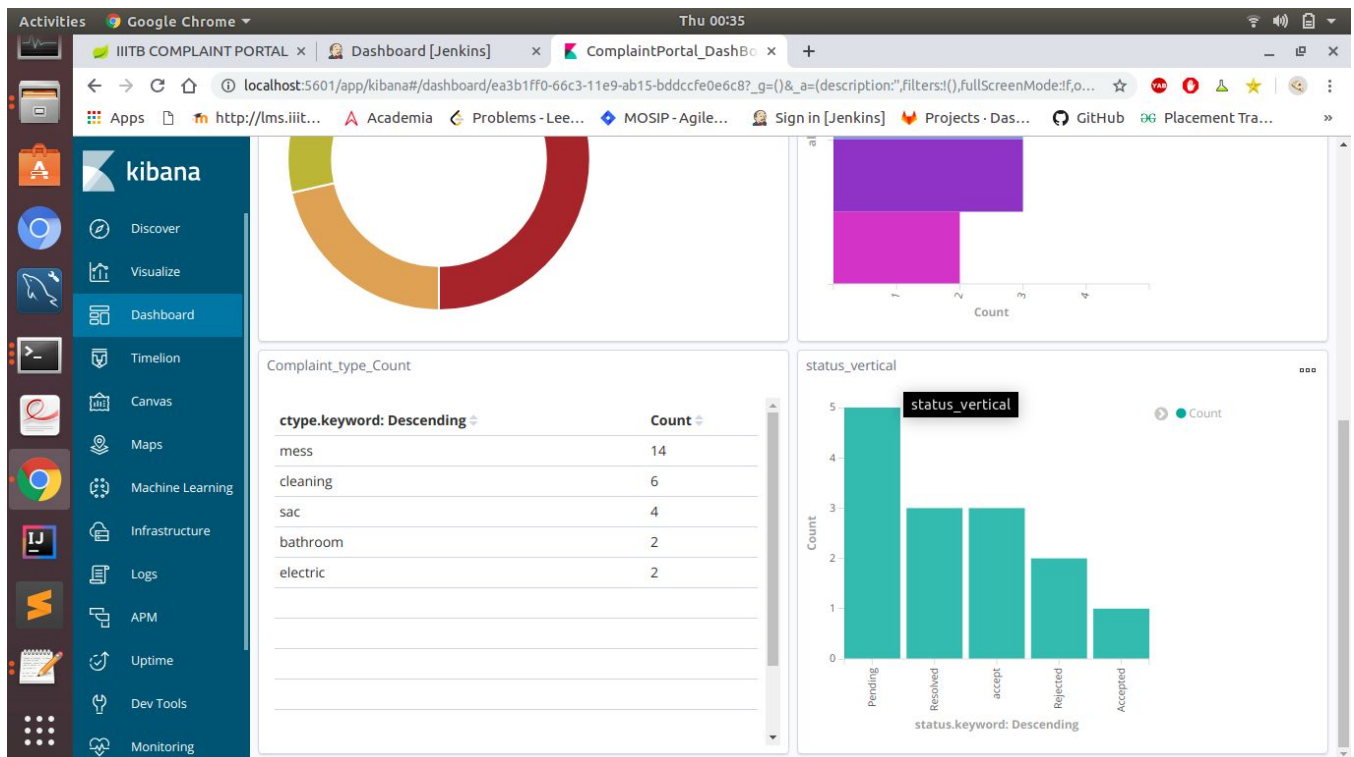 Activities Google Chrome Thu 00:35
IIITB COMPLAINT PORTAL × Dashboard [Jenkins] × ComplaintPortal_DashBo × +
localhost:5601/app/kibana#/dashboard/ea3b1ff0-66c3-11e9-ab15-bddccfe0e6c8?_g=()&_a=(description:'',filters:!(),fullScreenMode:!f,o...
Apps http://lms.iiit... Academia Problems - Lee... MOSIP - Agile... Sign in [Jenkins] Projects · Das... GitHub Placement Tra... »
kibana
Discover
Visualize
Dashboard
Timelion
Canvas
Maps
Machine Learning
Infrastructure
Logs
APM
Uptime
Dev Tools
Monitoring
1 2 3 4
Count
Complaint_type_Count
ctype.keyword: Descending Count
mess 14
cleaning 6
sac 4
bathroom 2
electric 2
status_vertical
status_vertical
Count
5
4
3
2
1
0
Count
Pending Resolved accept Rejected Accepted
status.keyword: Descending